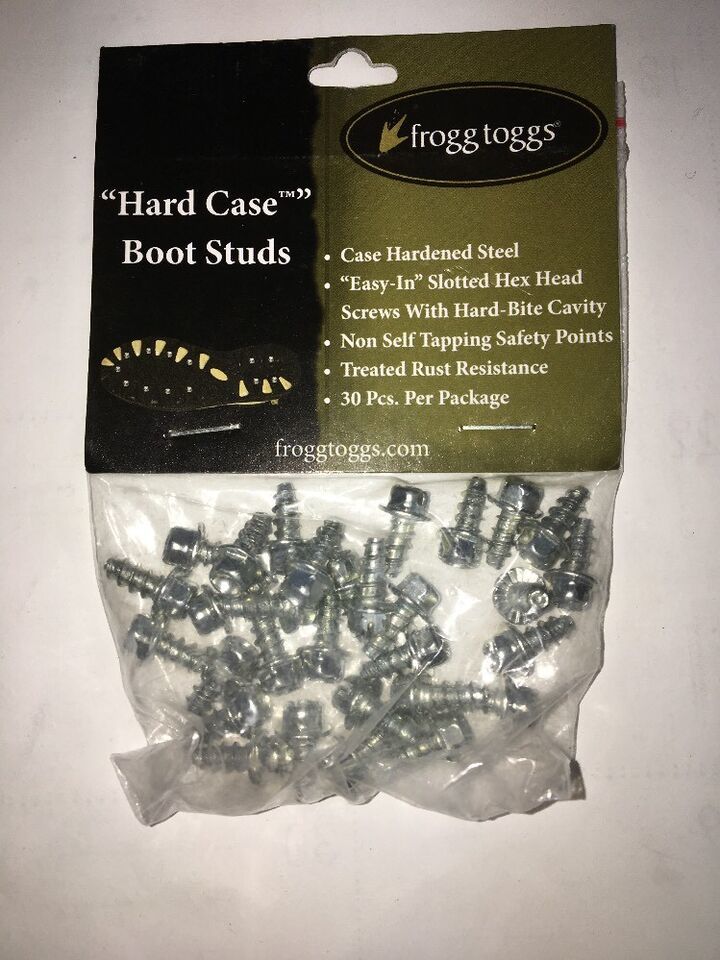 frogg toggs®
“Hard Case™”
Boot Studs
• Case Hardened Steel
• “Easy-In” Slotted Hex Head
Screws With Hard-Bite Cavity
• Non Self Tapping Safety Points
• Treated Rust Resistance
• 30 Pcs. Per Package
froggtoggs.com